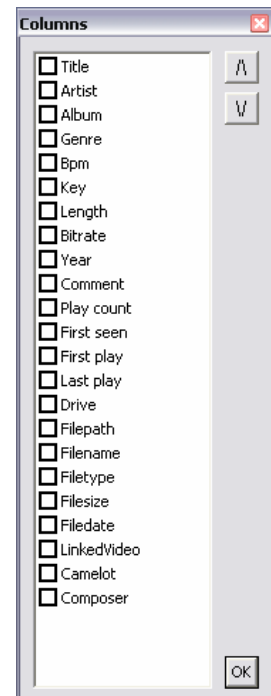 Columns
Title
Artist
Album
Genre
Bpm
Key
Length
Bitrate
Year
Comment
Play count
First seen
First play
Last play
Drive
Filepath
Filename
Filetype
Filesize
Filedate
LinkedVideo
Camelot
Composer
/\
\/
OK